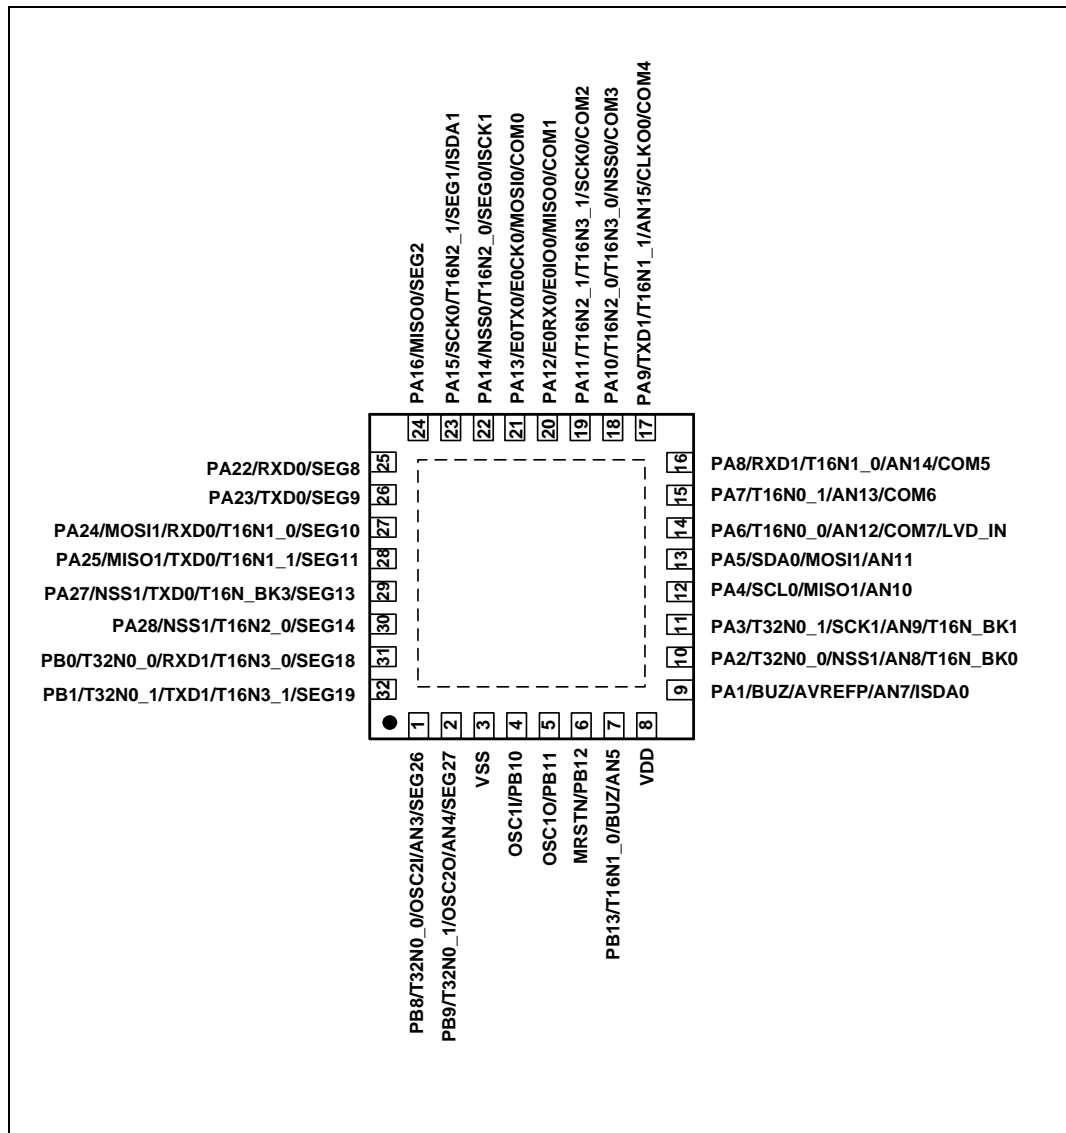 PA16/MISO0/SEG2
PA15/SCK0/T16N2_1/SEG1/ISDA1
PA14/NSS0/T16N2_0/SEG0/ISCK1
PA13/E0TX0/E0CK0/MOSI0/COM0
PA12/E0RX0/E0IO0/MISO0/COM1
PA11/T16N2_1/T16N3_1/SCK0/COM2
PA10/T16N2_0/T16N3_0/NSS0/COM3
PA9/TXD1/T16N1_1/AN15/CLKO0/COM4
24 23 22 21 20 19 18 17
PA22/RXD0/SEG8 25
PA23/TXD0/SEG9 26
PA24/MOSI1/RXD0/T16N1_0/SEG10 27
PA25/MISO1/TXD0/T16N1_1/SEG11 28
PA27/NSS1/TXD0/T16N_BK3/SEG13 29
PA28/NSS1/T16N2_0/SEG14 30
PB0/T32N0_0/RXD1/T16N3_0/SEG18 31
PB1/T32N0_1/TXD1/T16N3_1/SEG19 32
16 PA8/RXD1/T16N1_0/AN14/COM5
15 PA7/T16N0_1/AN13/COM6
14 PA6/T16N0_0/AN12/COM7/LVD_IN
13 PA5/SDA0/MOSI1/AN11
12 PA4/SCL0/MISO1/AN10
11 PA3/T32N0_1/SCK1/AN9/T16N_BK1
10 PA2/T32N0_0/NSS1/AN8/T16N_BK0
9 PA1/BUZ/AVREFP/AN7/ISDA0
1 2 3 4 5 6 7 8
PB8/T32N0_0/OSC2I/AN3/SEG26
PB9/T32N0_1/OSC2O/AN4/SEG27
VSS
OSC1I/PB10
OSC1O/PB11
MRSTN/PB12
PB13/T16N1_0/BUZ/AN5
VDD